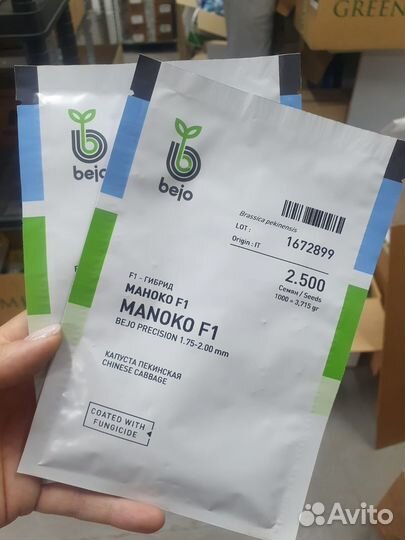 GREEN
bejo
bejo
Brassica pekinensis
LOT : 1672899
Origin : IT
2.500
Семян / Seeds
1000 = 3,715 gr
F1 - ГИБРИД
МАНОКО F1
MANOKO F1
BEJO PRECISION 1.75-2.00 mm
КАПУСТА ПЕКИНСКАЯ
CHINESE CABBAGE
COATED WITH
FUNGICIDE
Avito